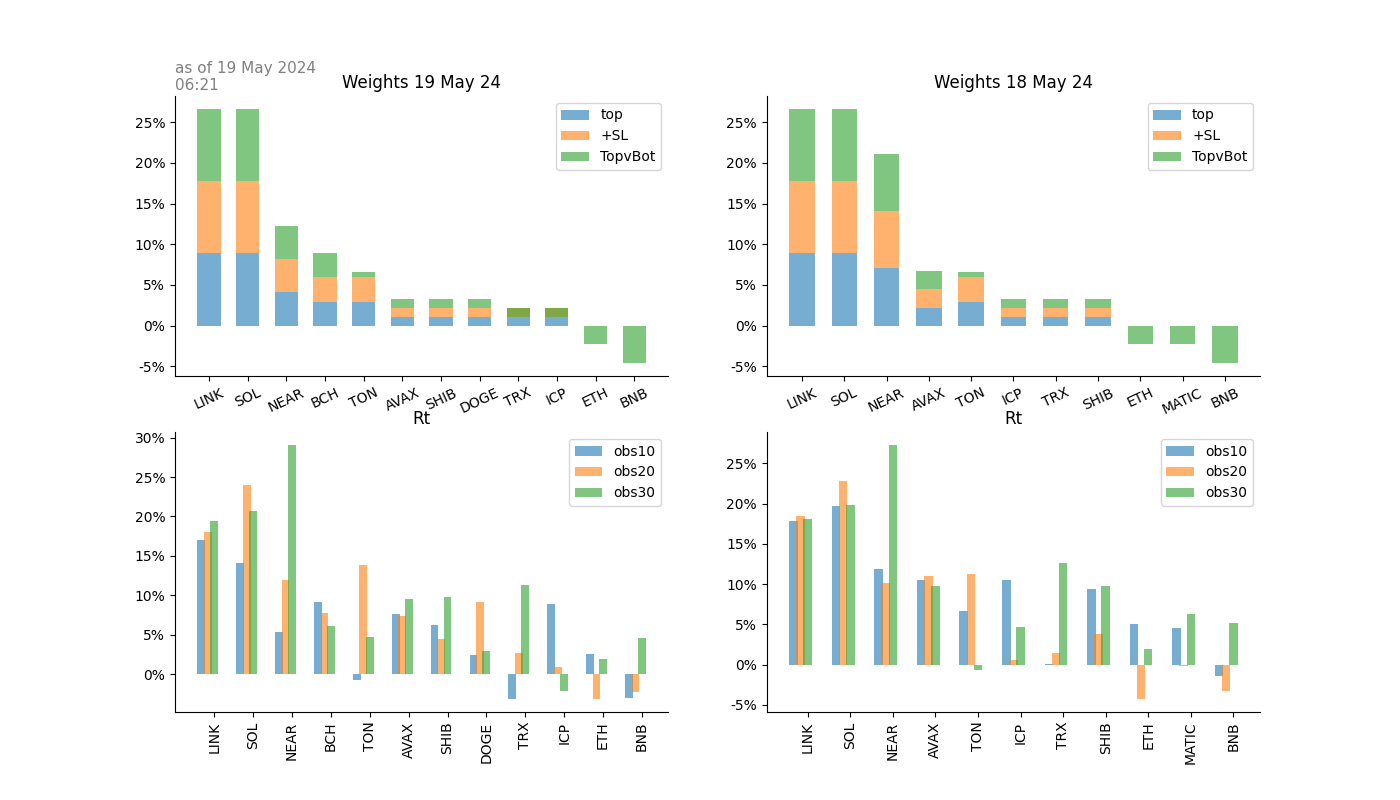 as of 19 May 2024
06:21
Weights 19 May 24
25%
20%
15%
10%
5%
0%
-5%
top
+SL
TopvBot
LINK SOL NEAR BCH TON AVAX SHIB DOGE TRX ICP ETH BNB
Weights 18 May 24
25%
20%
15%
10%
5%
0%
-5%
top
+SL
TopvBot
LINK SOL NEAR AVAX TON ICP TRX SHIB ETH MATIC BNB
Rt
30%
25%
20%
15%
10%
5%
0%
obs10
obs20
obs30
LINK SOL NEAR BCH TON AVAX SHIB DOGE TRX ICP ETH BNB
Rt
25%
20%
15%
10%
5%
0%
-5%
obs10
obs20
obs30
LINK SOL NEAR AVAX TON ICP TRX SHIB ETH MATIC BNB